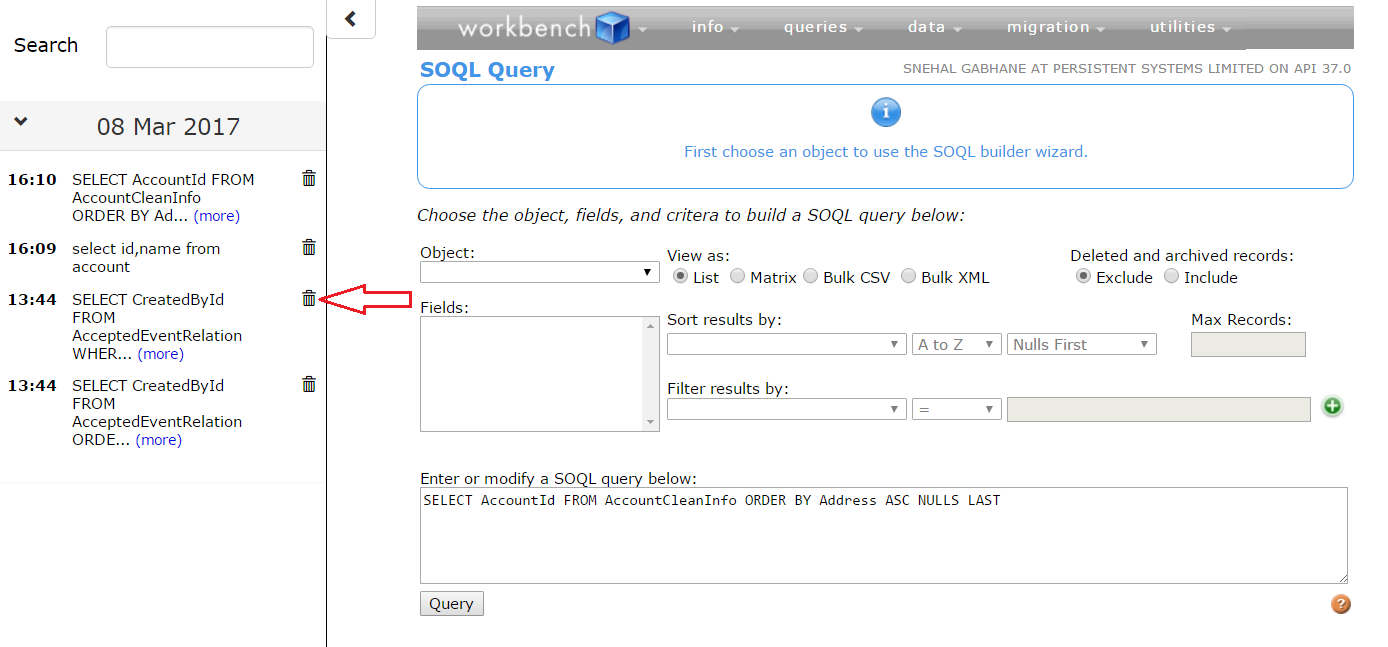 Search
08 Mar 2017
16:10 SELECT AccountId FROM
AccountCleanInfo
ORDER BY Ad... (more)
16:09 select id,name from
account
13:44 SELECT CreatedById
FROM
AcceptedEventRelation
WHER... (more)
13:44 SELECT CreatedById
FROM
AcceptedEventRelation
ORDE... (more)
workbench info queries data migration utilities
SOQL Query SNEHAL GABHANE AT PERSISTENT SYSTEMS LIMITED ON API 37.0
First choose an object to use the SOQL builder wizard.
Choose the object, fields, and critera to build a SOQL query below:
Object: View as: Deleted and archived records:
List Matrix Bulk CSV Bulk XML Exclude Include
Fields: Sort results by: Max Records:
A to Z Nulls First
Filter results by:
=
Enter or modify a SOQL query below:
SELECT AccountId FROM AccountCleanInfo ORDER BY Address ASC NULLS LAST
Query